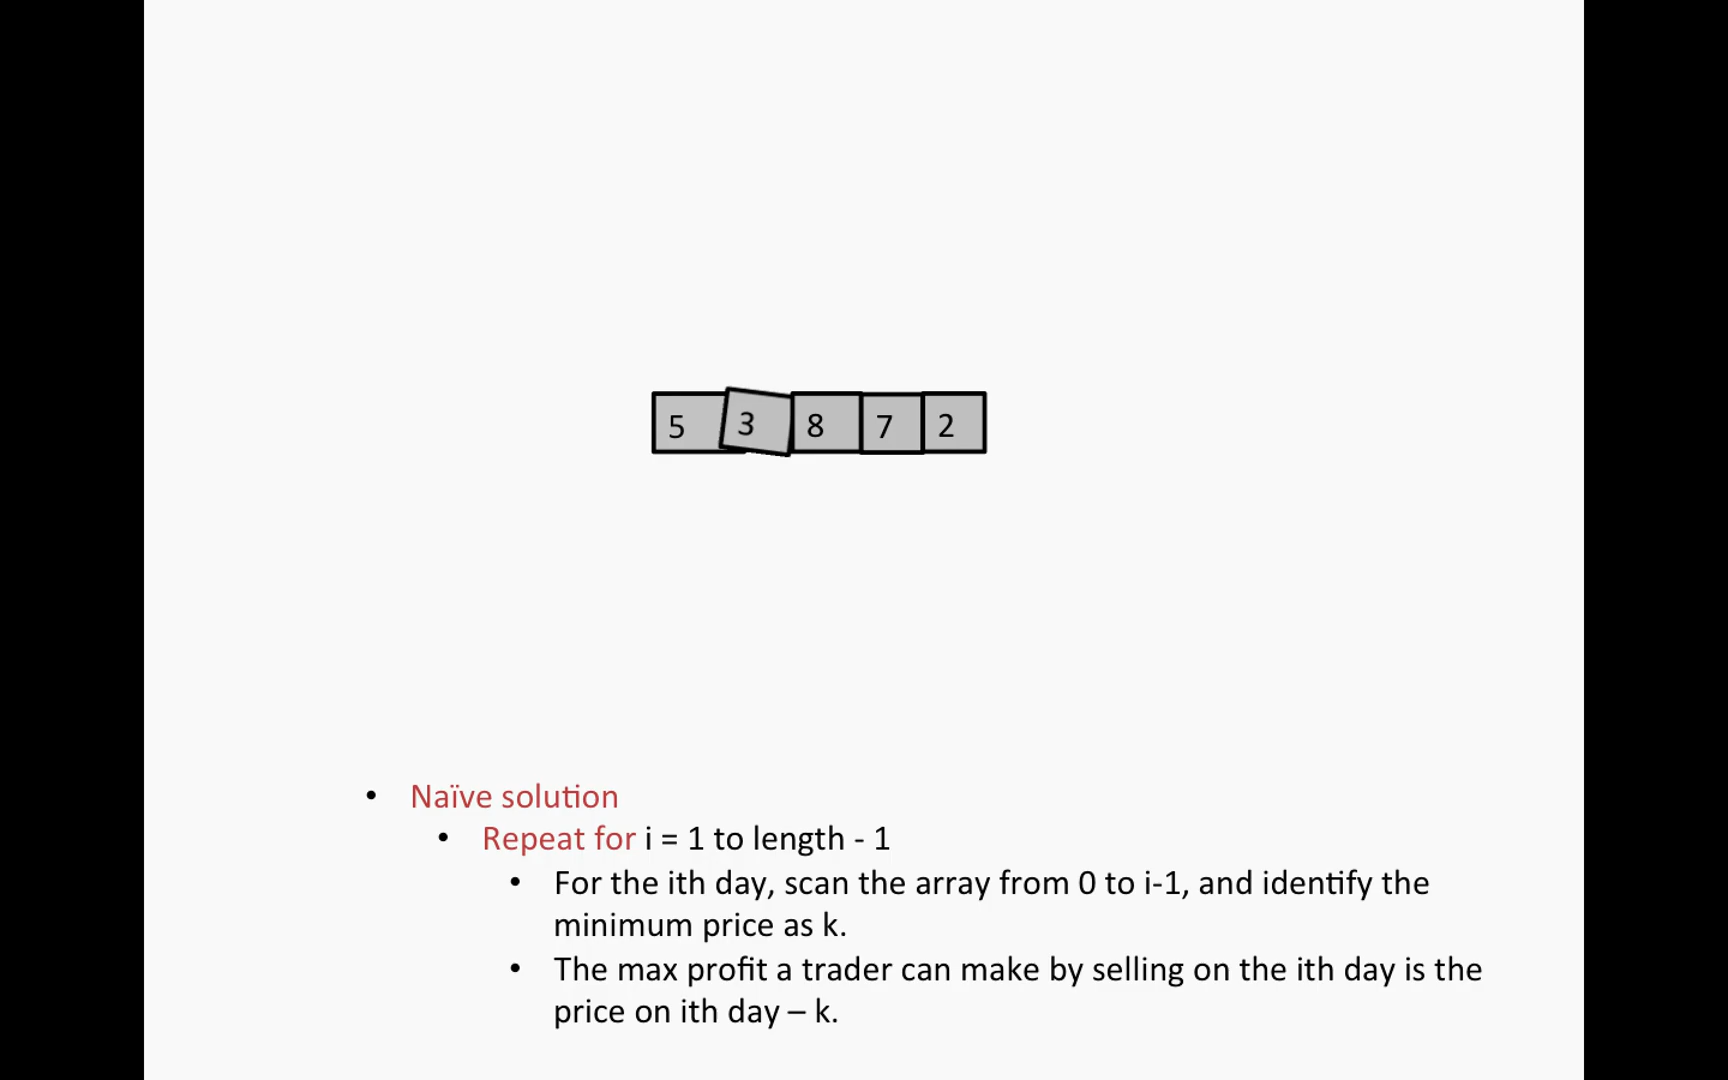 5 3 8 7 2
• Naïve solution
• Repeat for i = 1 to length - 1
• For the ith day, scan the array from 0 to i-1, and identify the
minimum price as k.
• The max profit a trader can make by selling on the ith day is the
price on ith day – k.